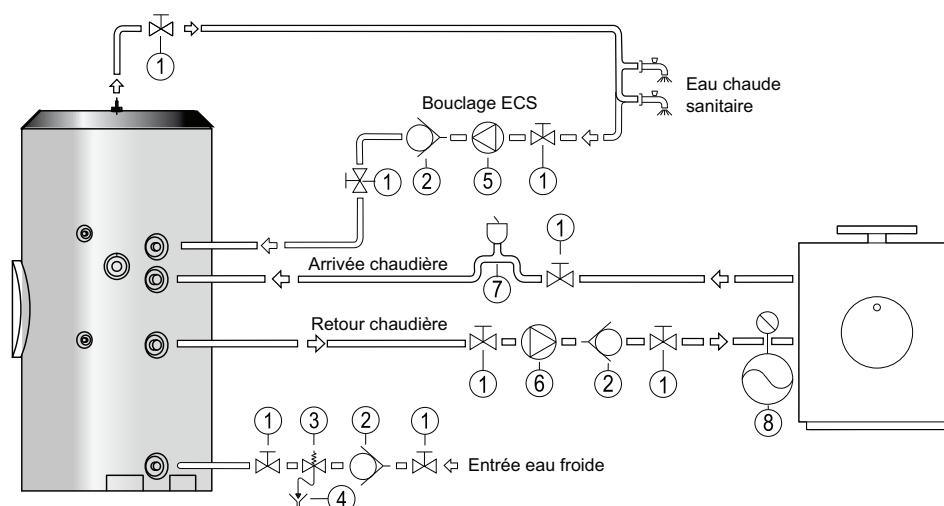 1
Eau chaude
sanitaire
Bouclage ECS
1
2
5
1
1
Arrivée chaudière
7
Retour chaudière
1
6
2
1
8
1
3
2
1
Entrée eau froide
4